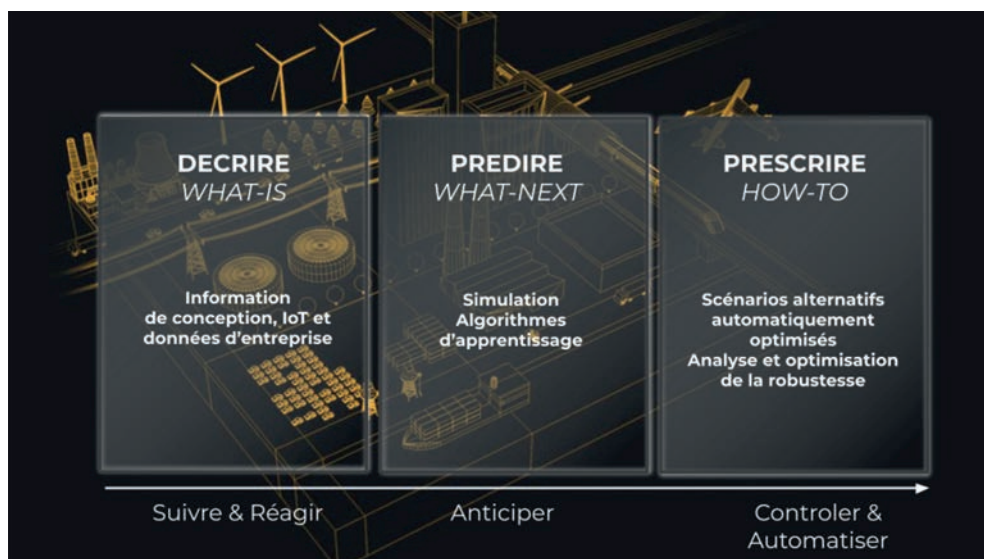 DECRIRE
WHAT-IS
Information
de conception, IoT et
données d’entreprise
PREDIRE
WHAT-NEXT
Simulation
Algorithmes
d’apprentissage
PRESCRIRE
HOW-TO
Scénarios alternatifs
automatiquement
optimisés
Analyse et optimisation
de la robustesse
Suivre & Réagir
Anticiper
Controler &
Automatiser